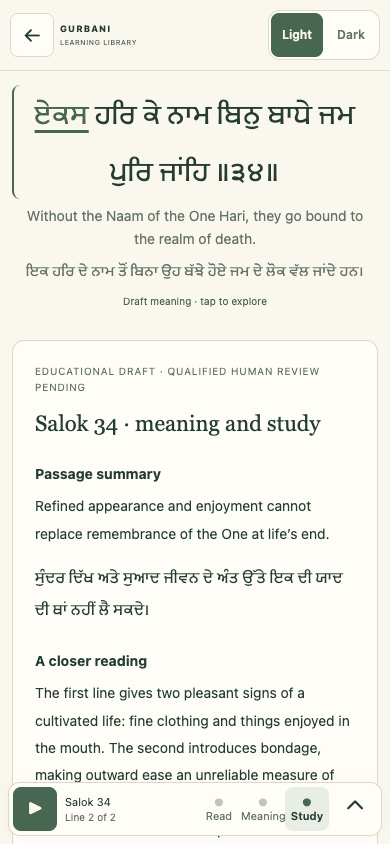 GURBANI
LEARNING LIBRARY
Light
Dark
ਏਕਸ ਹਰਿ ਕੇ ਨਾਮ ਬਿਨੁ ਬਾਧੇ ਜਮ
ਪੁਰਿ ਜਾਂਹਿ ॥੩੪॥
Without the Naam of the One Hari, they go bound to
the realm of death.
ਇਕ ਹਰਿ ਦੇ ਨਾਮ ਤੋਂ ਬਿਨਾ ਉਹ ਬੱਝੇ ਹੋਏ ਜਮ ਦੇ ਲੋਕ ਵੱਲ ਜਾਂਦੇ ਹਨ।
Draft meaning · tap to explore
EDUCATIONAL DRAFT · QUALIFIED HUMAN REVIEW
PENDING
Salok 34 · meaning and study
Passage summary
Refined appearance and enjoyment cannot
replace remembrance of the One at life’s end.
ਸੁੰਦਰ ਦਿੱਖ ਅਤੇ ਸੁਆਦ ਜੀਵਨ ਦੇ ਅੰਤ ਉੱਤੇ ਇਕ ਦੀ ਯਾਦ
ਦੀ ਥਾਂ ਨਹੀਂ ਲੈ ਸਕਦੇ।
A closer reading
The first line gives two pleasant signs of a
cultivated life: fine clothing and things enjoyed in
the mouth. The second introduces bondage,
making outward ease an unreliable measure of
Salok 34
Line 2 of 2
Read
Meaning
Study